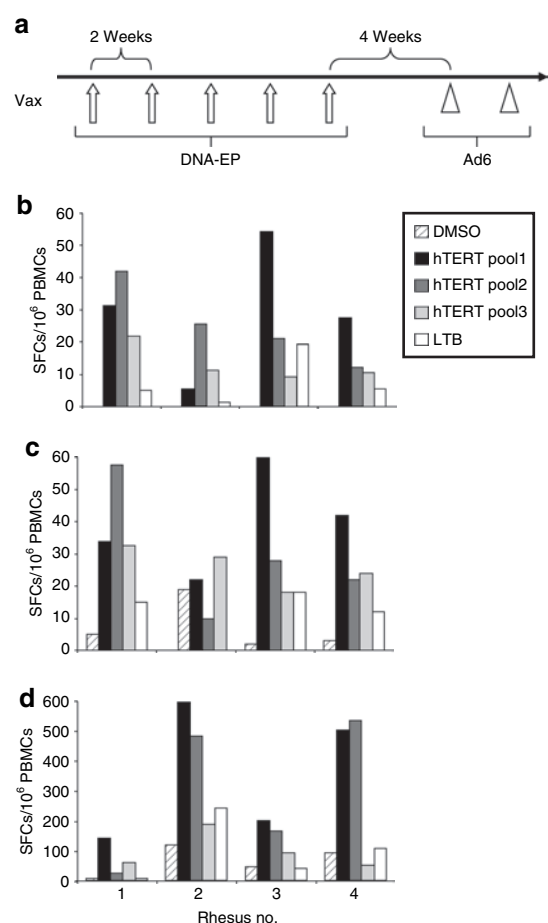 a
2 Weeks 4 Weeks
Vax
DNA-EP Ad6
b
SFCs/10⁶ PBMCs
60
50
40
30
20
10
0
DMSO
hTERT pool1
hTERT pool2
hTERT pool3
LTB
c
SFCs/10⁶ PBMCs
60
50
40
30
20
10
0
d
SFCs/10⁶ PBMCs
600
500
400
300
200
100
0
1 2 3 4
Rhesus no.